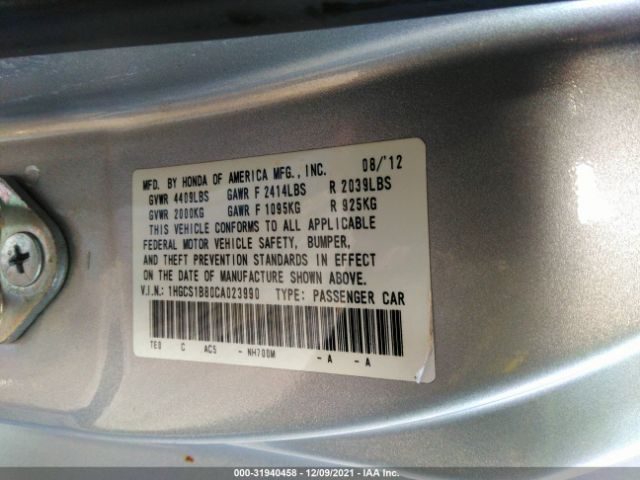 MFD. BY HONDA OF AMERICA MFG., INC. 08/'12
GVWR 4409LBS GAWR F 2414LBS R 2039LBS
GVWR 2000KG GAWR F 1095KG R 925KG
THIS VEHICLE CONFORMS TO ALL APPLICABLE
FEDERAL MOTOR VEHICLE SAFETY, BUMPER,
AND THEFT PREVENTION STANDARDS IN EFFECT
ON THE DATE OF MANUFACTURE SHOWN ABOVE.
V.I.N.: 1HGCS1B80CA023990 TYPE: PASSENGER CAR
TE0 C AC5 - NH700M - A - A
000-31940458 - 12/09/2021 - IAA Inc.